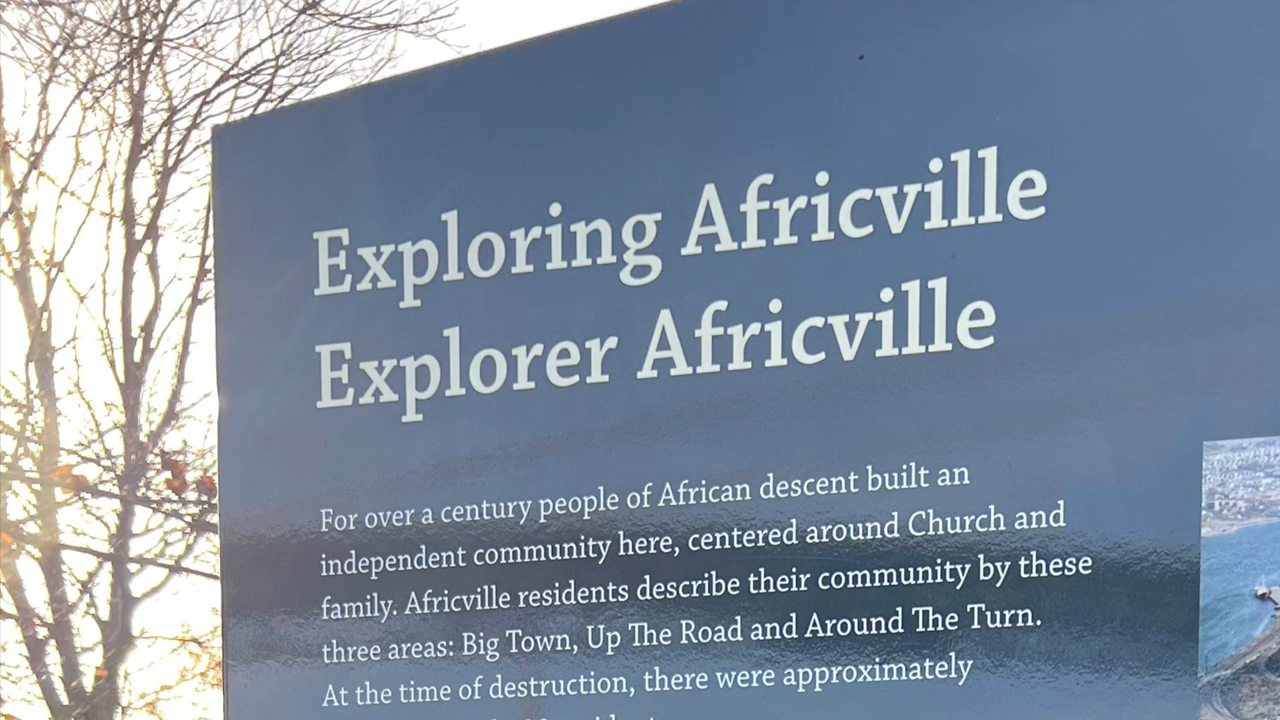 Exploring Africville
Explorer Africville
For over a century people of African descent built an
independent community here, centered around Church and
family. Africville residents describe their community by these
three areas: Big Town, Up The Road and Around The Turn.
At the time of destruction, there were approximately